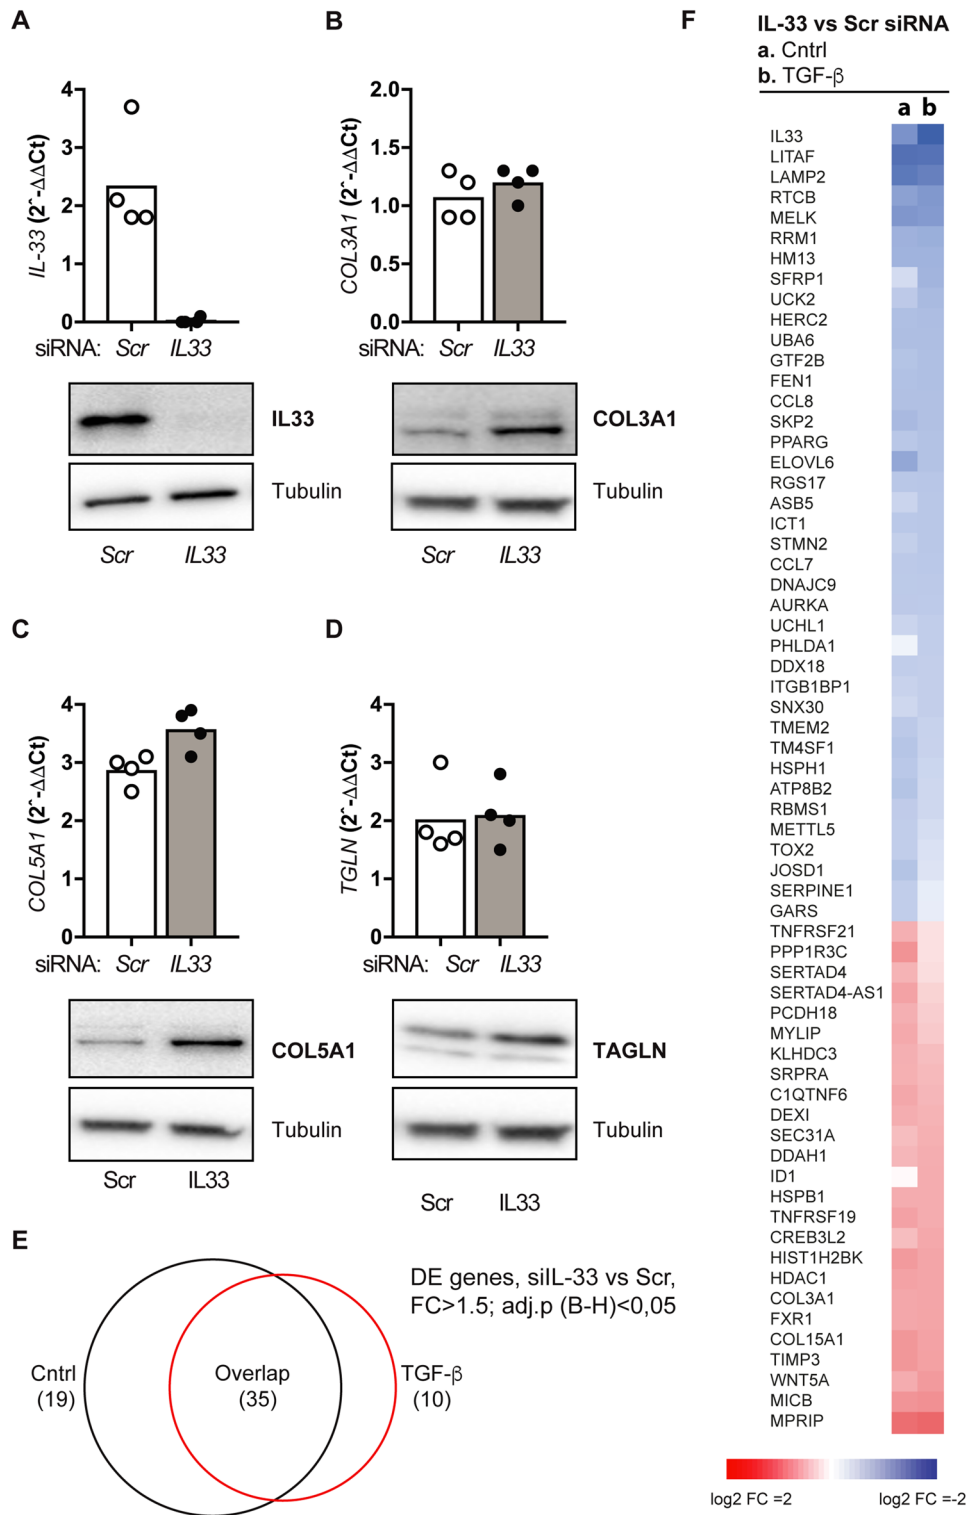 A
IL-33 (2ˆ-ΔΔCt)
4
3
2
1
0
siRNA: Scr IL33
IL33
Tubulin
Scr IL33
B
COL3A1 (2ˆ-ΔΔCt)
2.0
1.5
1.0
0.5
0.0
siRNA: Scr IL33
COL3A1
Tubulin
Scr IL33
C
COL5A1 (2ˆ-ΔΔCt)
4
3
2
1
0
siRNA: Scr IL33
COL5A1
Tubulin
Scr IL33
D
TGLN (2ˆ-ΔΔCt)
4
3
2
1
0
siRNA: Scr IL33
TAGLN
Tubulin
Scr IL33
E
DE genes, siIL-33 vs Scr,
FC>1.5; adj.p (B-H)<0,05
Cntrl
(19)
Overlap
(35)
TGF-β
(10)
F
IL-33 vs Scr siRNA
a. Cntrl
b. TGF-β
a b
IL33
LITAF
LAMP2
RTCB
MELK
RRM1
HM13
SFRP1
UCK2
HERC2
UBA6
GTF2B
FEN1
CCL8
SKP2
PPARG
ELOVL6
RGS17
ASB5
ICT1
STMN2
CCL7
DNAJC9
AURKA
UCHL1
PHLDA1
DDX18
ITGB1BP1
SNX30
TMEM2
TM4SF1
HSPH1
ATP8B2
RBMS1
METTL5
TOX2
JOSD1
SERPINE1
GARS
TNFRSF21
PPP1R3C
SERTAD4
SERTAD4-AS1
PCDH18
MYLIP
KLHDC3
SRPRA
C1QTNF6
DEXI
SEC31A
DDAH1
ID1
HSPB1
TNFRSF19
CREB3L2
HIST1H2BK
HDAC1
COL3A1
FXR1
COL15A1
TIMP3
WNT5A
MICB
MPRIP
log2 FC =2 log2 FC =-2